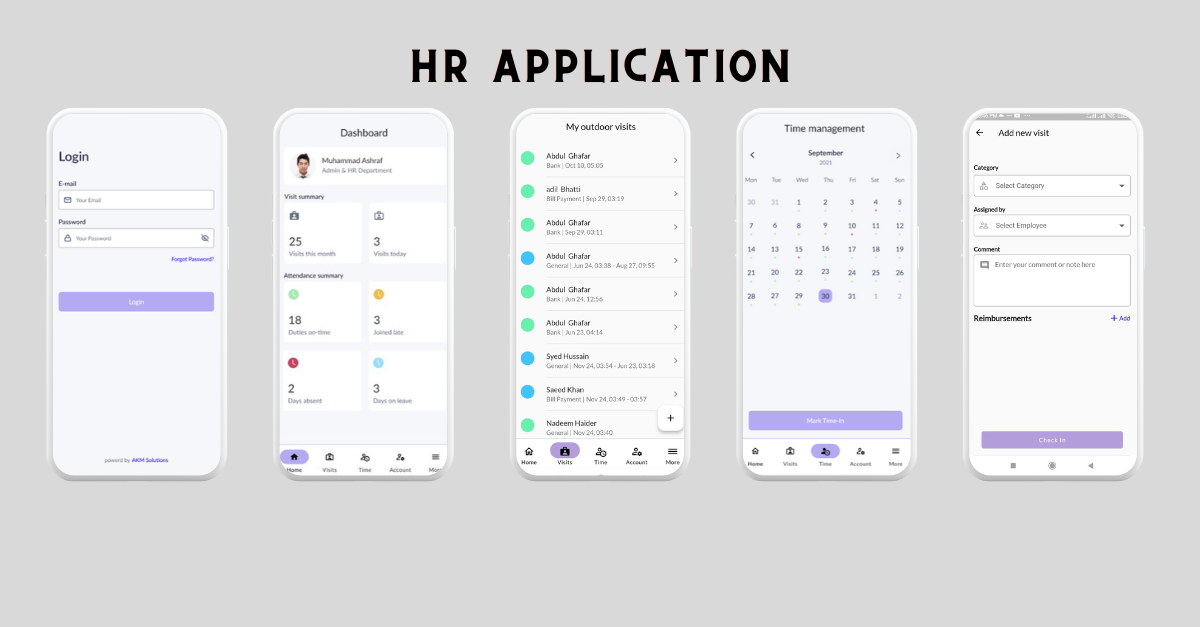 HR APPLICATION
Login
E-mail
Your Email
Password
Your Password
Forgot Password?
Login
powerd by AKM Solutions
Dashboard
Muhammad Ashraf
Admin & HR Department
Visit summary
25
Visits this month
3
Visits today
Attendance summary
18
Duties on-time
3
Joined late
2
Days absent
3
Days on leave
Home Visits Time Account More
My outdoor visits
Abdul Ghafar
Bank | Oct 10, 05:05
adil Bhatti
Bill Payment | Sep 29, 03:19
Abdul Ghafar
Bank | Sep 29, 03:11
Abdul Ghafar
General | Jun 24, 03:38 - Aug 27, 09:55
Abdul Ghafar
Bank | Jun 24, 12:56
Abdul Ghafar
Bank | Jun 23, 04:14
Syed Hussain
General | Nov 24, 03:54 - Jun 23, 03:18
Saeed Khan
Bill Payment | Nov 24, 03:49 - 03:57
Nadeem Haider
General | Nov 24, 03:40
+
Home Visits Time Account More
Time management
September
2021
Mon Tue Wed Thu Fri Sat Sun
30 31 1 2 3 4 5
7 6 8 9 10 11 12
14 13 15 16 17 18 19
21 20 22 23 24 25 26
28 27 29 30 31 1 2
Mark Time-In
Home Visits Time Account More
Add new visit
Category
Select Category
Assigned by
Select Employee
Comment
Enter your comment or note here
Reimbursements
+ Add
Check In